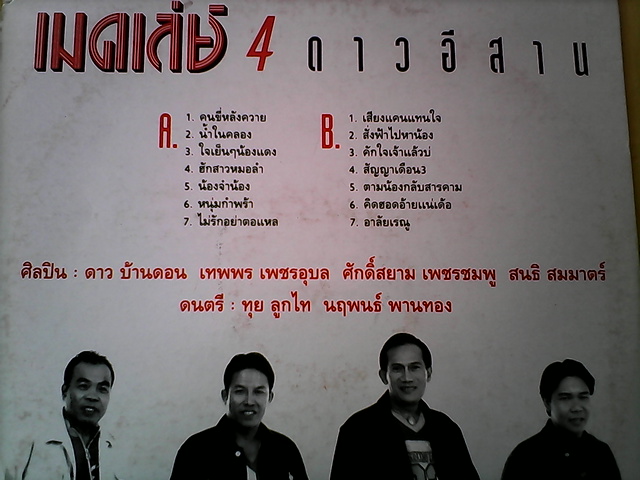 เมดเล่ย์ 4 ดาวอีสาน
A.
1. คนขี่หลังควาย
2. น้ำในคลอง
3. ใจเย็นๆน้องแดง
4. ฮักสาวหมอลำ
5. น้องจ๋าน้อง
6. หนุ่มกำพร้า
7. ไม่รักอย่าตอแหล
B.
1. เสียงแคนแทนใจ
2. สั่งฟ้าไปหาน้อง
3. คักใจเจ้าแล้วบ่
4. สัญญาเดือน3
5. ตามน้องกลับสารคาม
6. คิดฮอดอ้ายแน่เด้อ
7. อาลัยเรณู
ศิลปิน : ดาว บ้านดอน เทพพร เพชรอุบล ศักดิ์สยาม เพชรชมพู สนธิ สมมาตร์
ดนตรี : ทุย ลูกไท นฤพนธ์ พานทอง